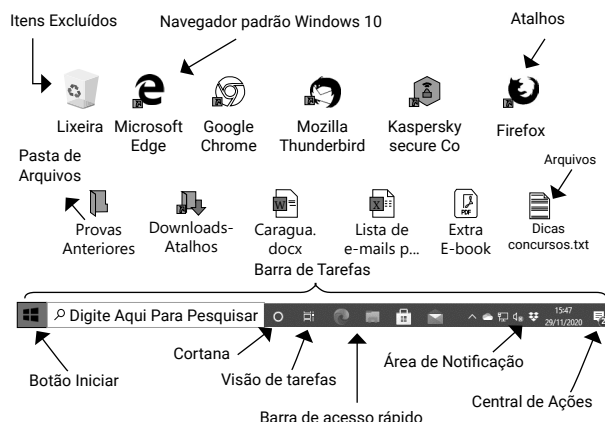 Itens Excluídos
Navegador padrão Windows 10
Atalhos
Lixeira
Microsoft
Edge
Google
Chrome
Mozilla
Thunderbird
Kaspersky
secure Co
Firefox
Pasta de
Arquivos
Arquivos
W
X
PDF
Provas
Anteriores
Downloads-
Atalhos
Caragua.
docx
Lista de
e-mails p...
Extra
E-book
Dicas
concursos.txt
Barra de Tarefas
Digite Aqui Para Pesquisar
15:47
29/11/2020
2
Cortana
Área de Notificação
Botão Iniciar
Visão de tarefas
Central de Ações
Barra de acesso rápido